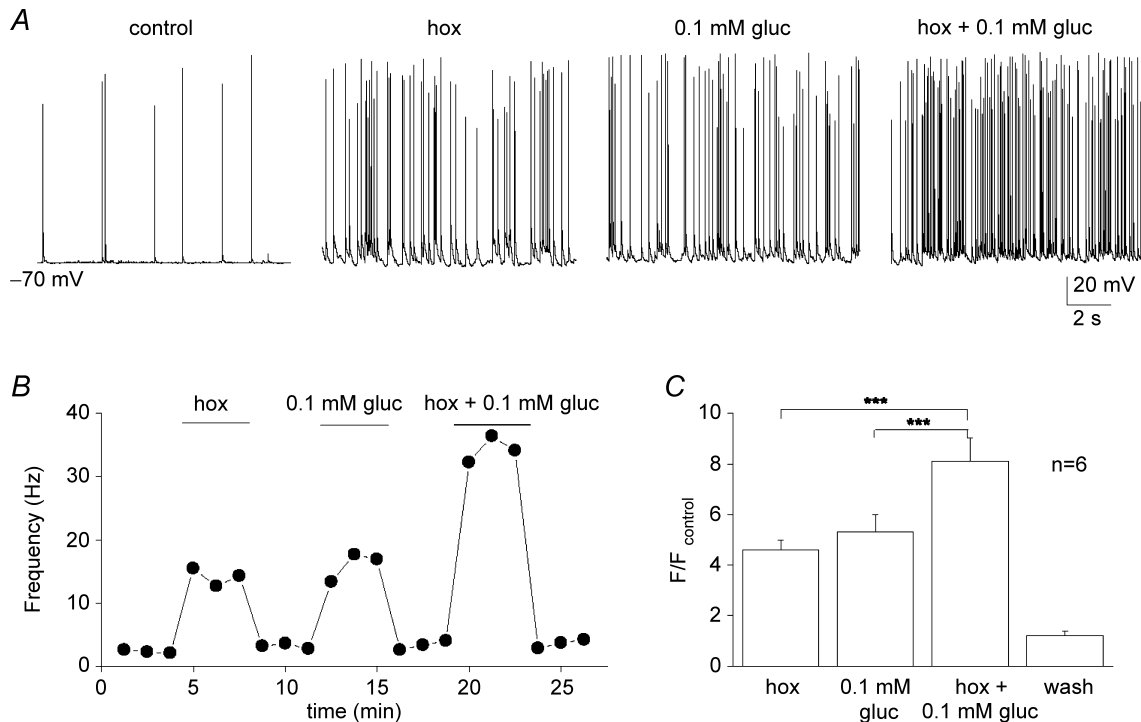 A
control
hox
0.1 mM gluc
hox + 0.1 mM gluc
–70 mV
20 mV
2 s
B
hox
0.1 mM gluc
hox + 0.1 mM gluc
40
30
20
10
0
Frequency (Hz)
0
5
10
15
20
25
time (min)
C
***
***
n=6
10
8
6
4
2
0
F/F control
hox
0.1 mM
gluc
hox +
0.1 mM gluc
wash